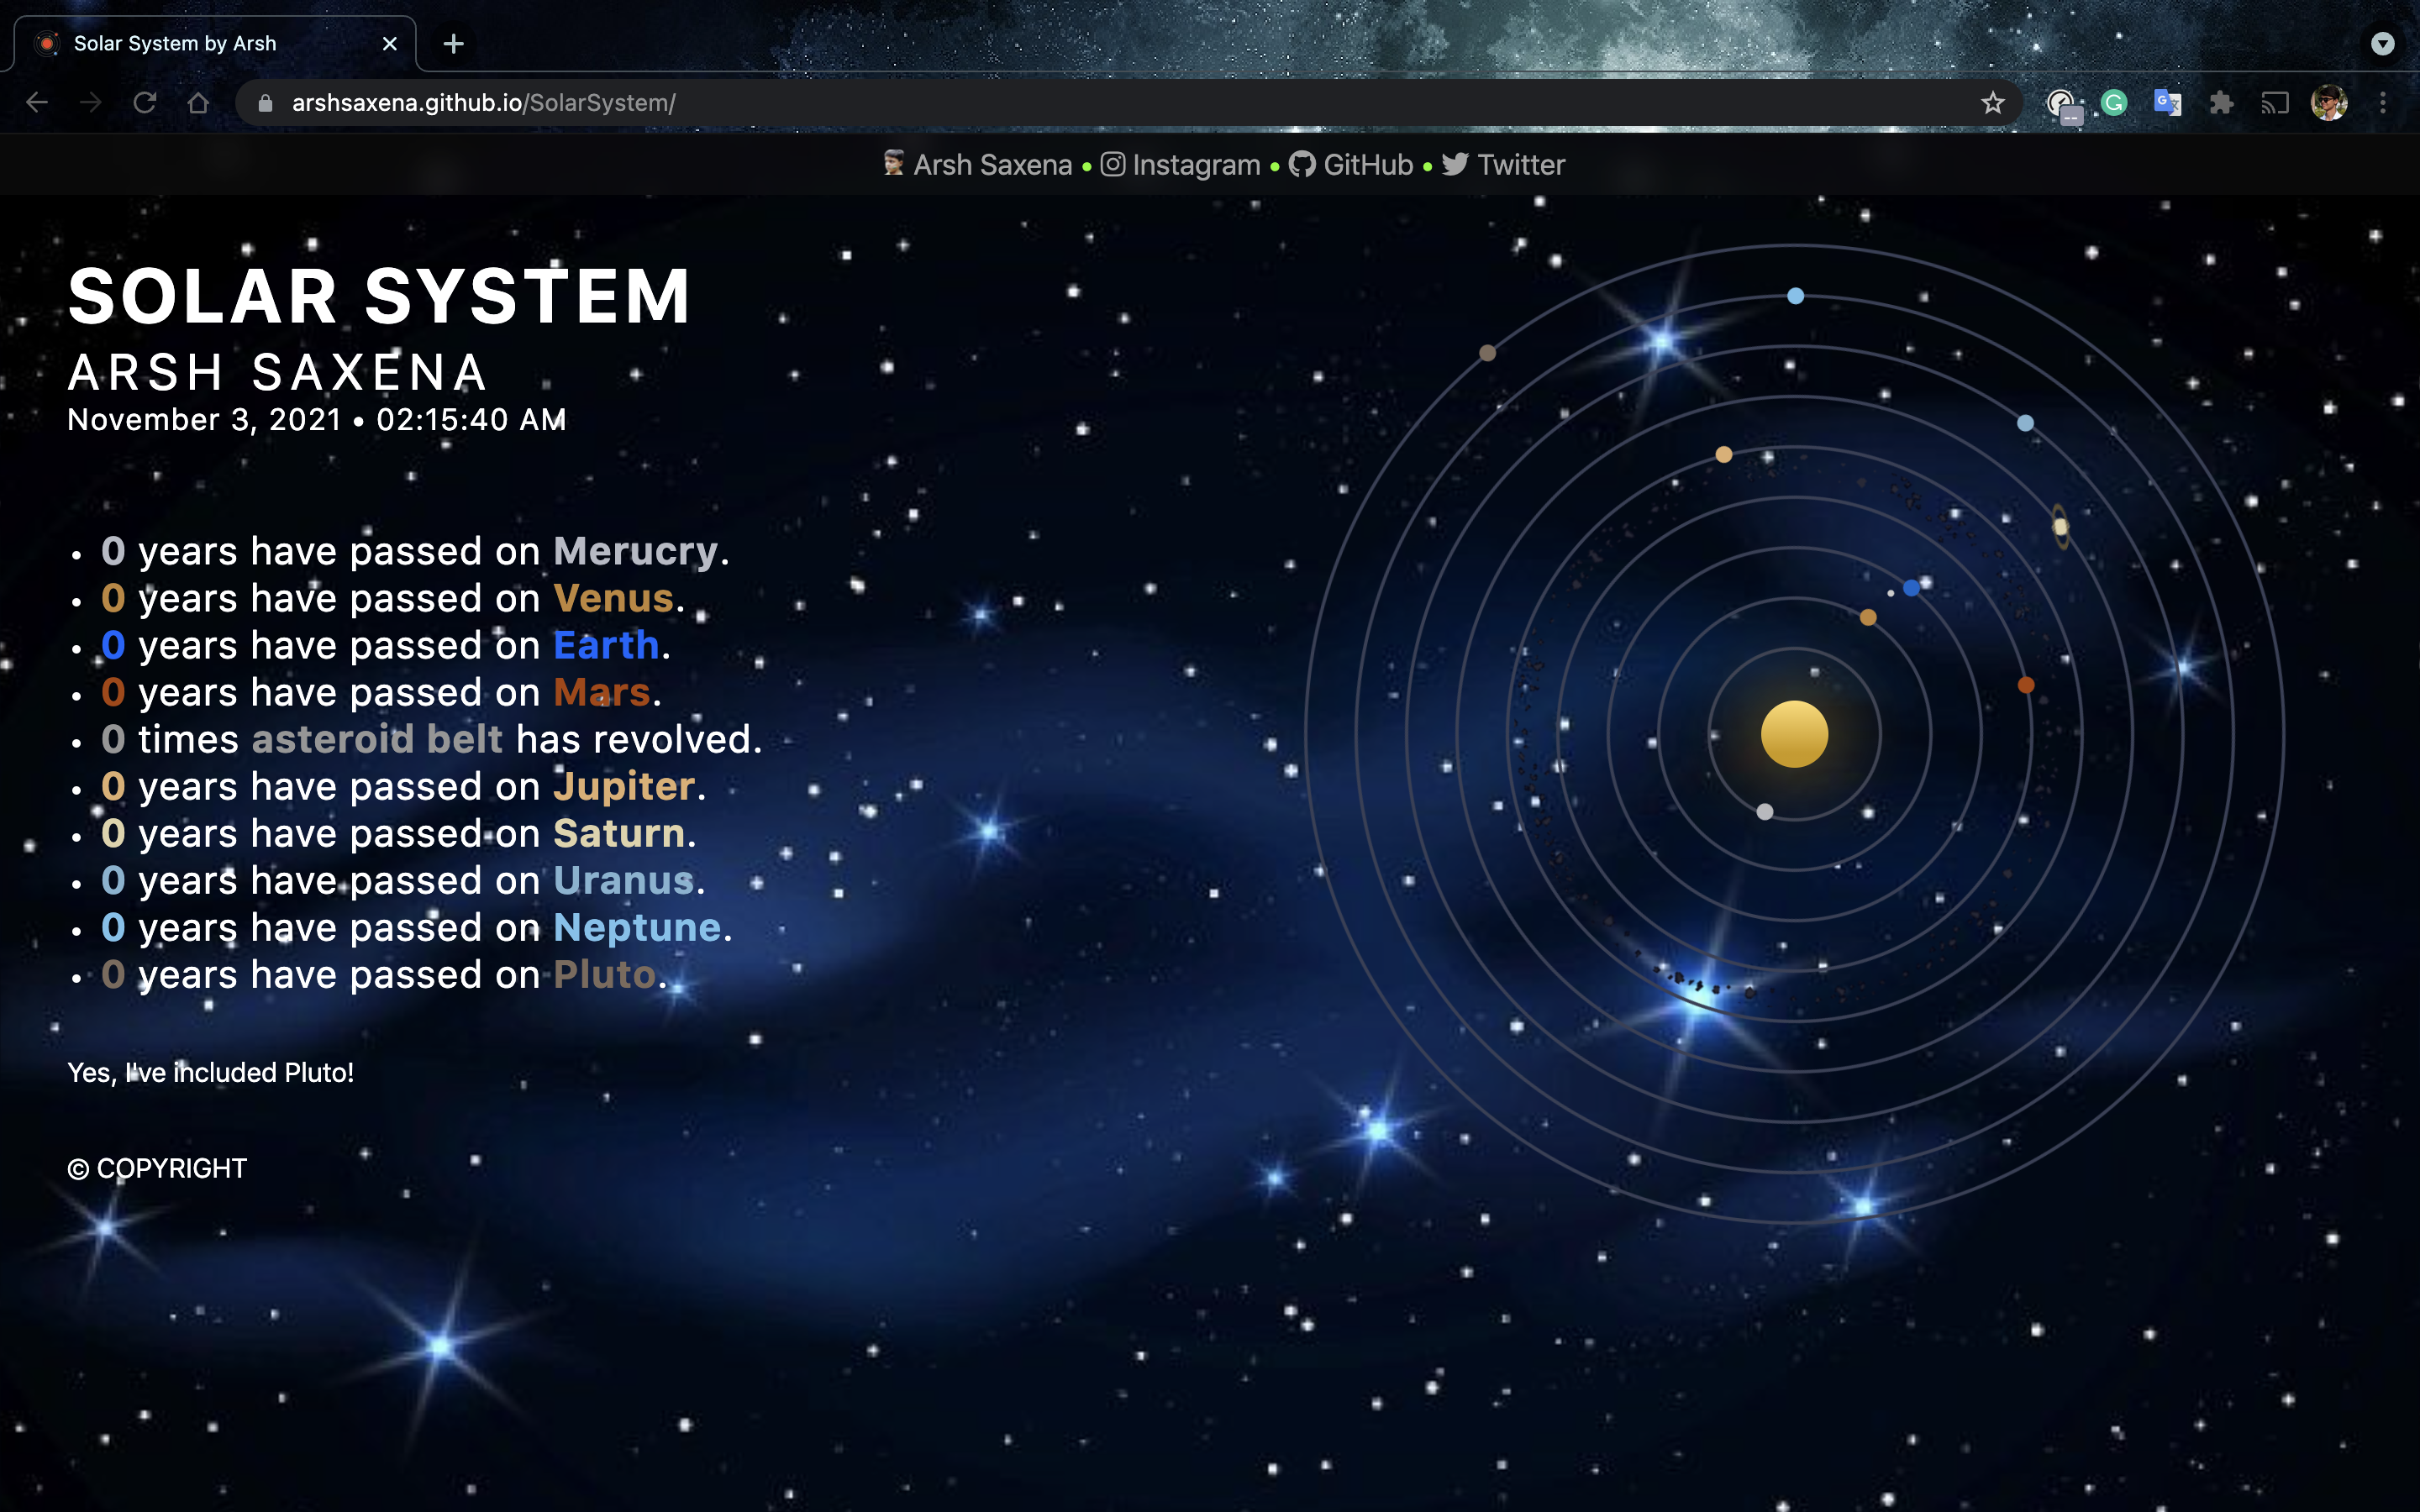 Solar System by Arsh
arshsaxena.github.io/SolarSystem/
Arsh Saxena • Instagram • GitHub • Twitter
SOLAR SYSTEM
ARSH SAXENA
November 3, 2021 • 02:15:40 AM
• 0 years have passed on Merucry.
• 0 years have passed on Venus.
• 0 years have passed on Earth.
• 0 years have passed on Mars.
• 0 times asteroid belt has revolved.
• 0 years have passed on Jupiter.
• 0 years have passed on Saturn.
• 0 years have passed on Uranus.
• 0 years have passed on Neptune.
• 0 years have passed on Pluto.
Yes, I've included Pluto!
© COPYRIGHT